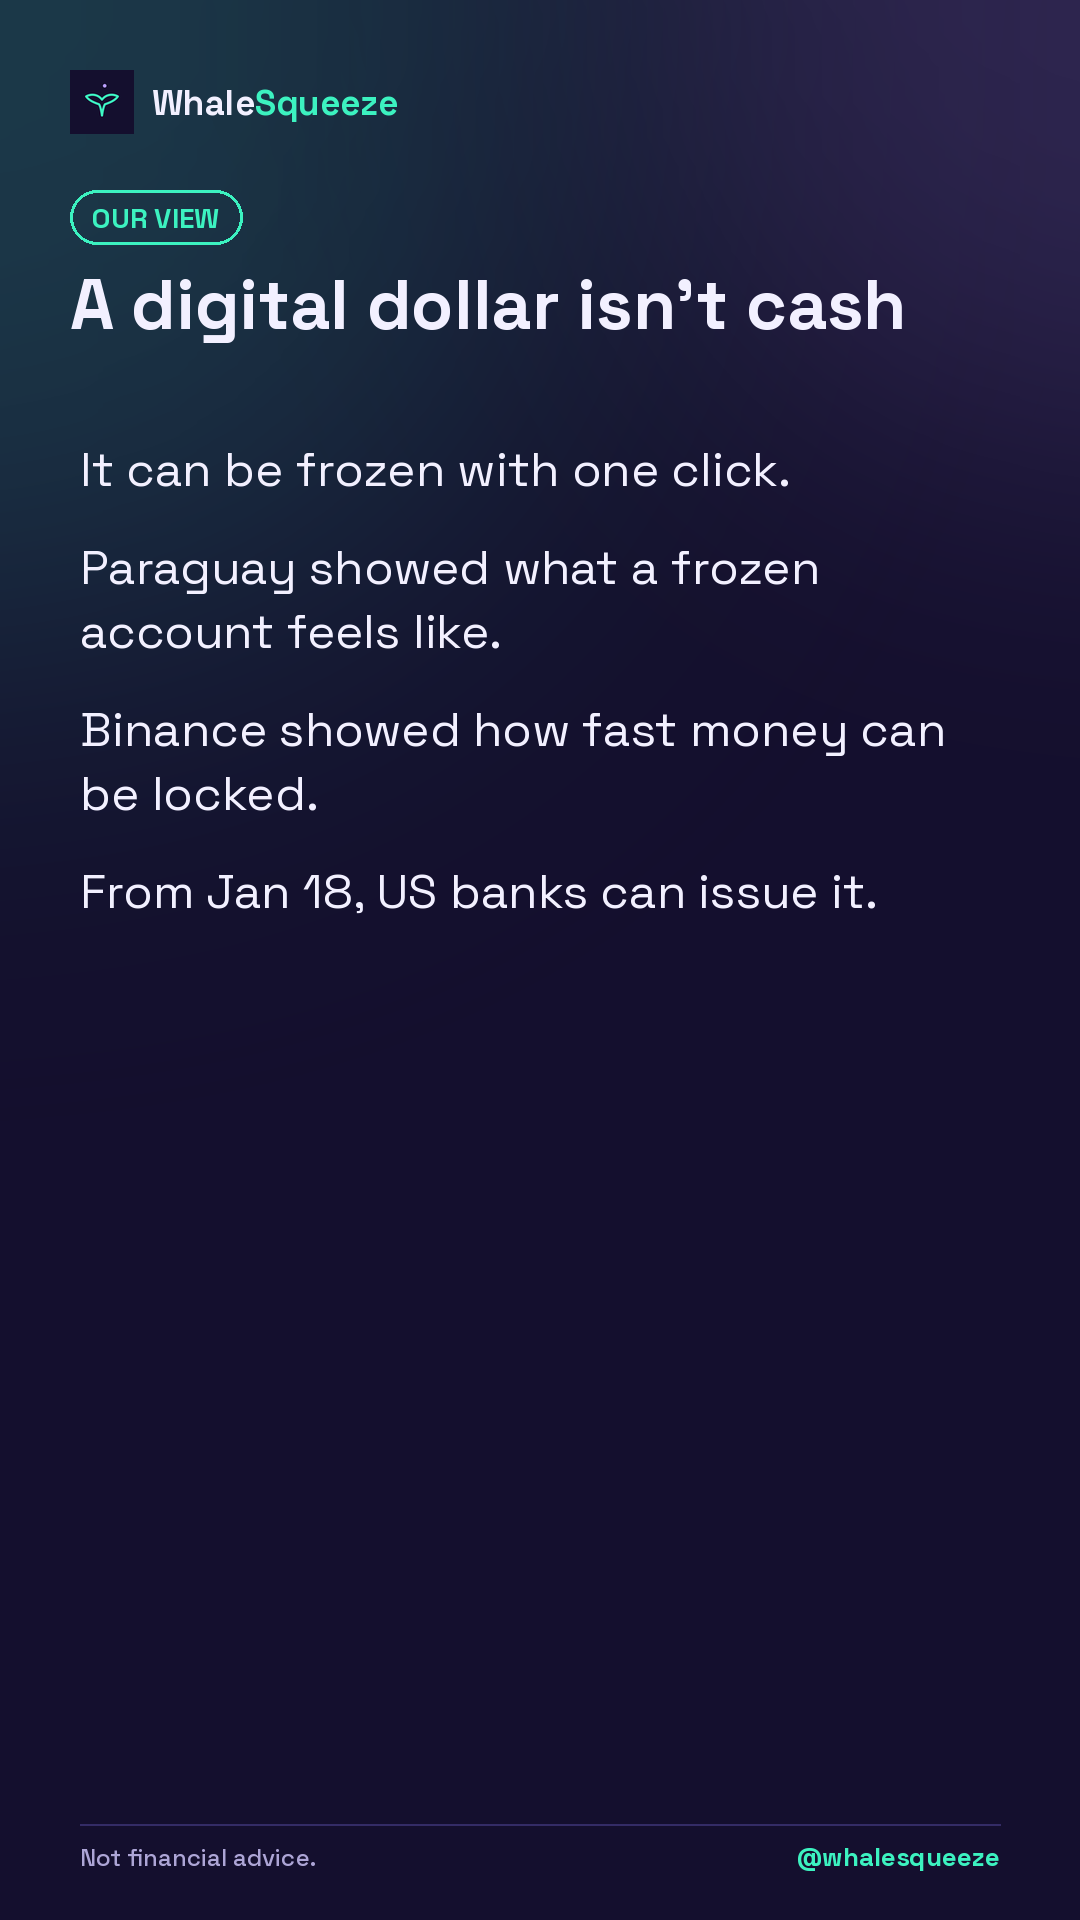 WhaleSqueeze
OUR VIEW
A digital dollar isn’t cash
It can be frozen with one click.
Paraguay showed what a frozen
account feels like.
Binance showed how fast money can
be locked.
From Jan 18, US banks can issue it.
Not financial advice.
@whalesqueeze